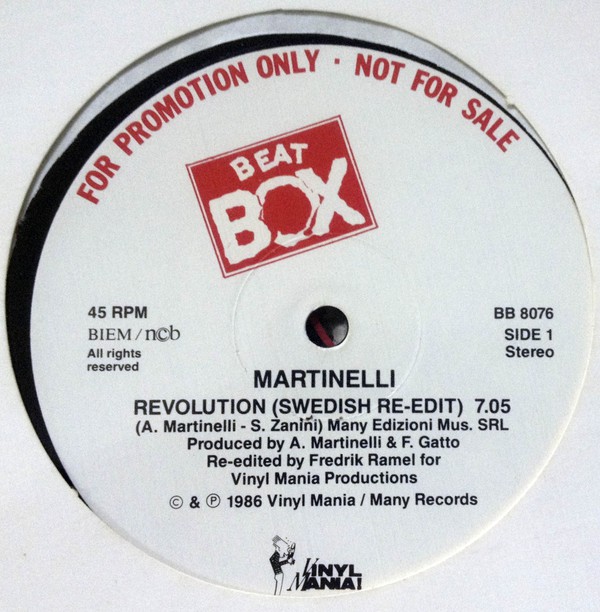 FOR PROMOTION ONLY · NOT FOR SALE
BEAT
BOX
45 RPM
BIEM / ncb
All rights
reserved
BB 8076
SIDE 1
Stereo
MARTINELLI
REVOLUTION (SWEDISH RE-EDIT) 7.05
(A. Martinelli - S. Zanini) Many Edizioni Mus. SRL
Produced by A. Martinelli & F. Gatto
Re-edited by Fredrik Ramel for
Vinyl Mania Productions
© & ℗ 1986 Vinyl Mania / Many Records
VINYL
MANIA!